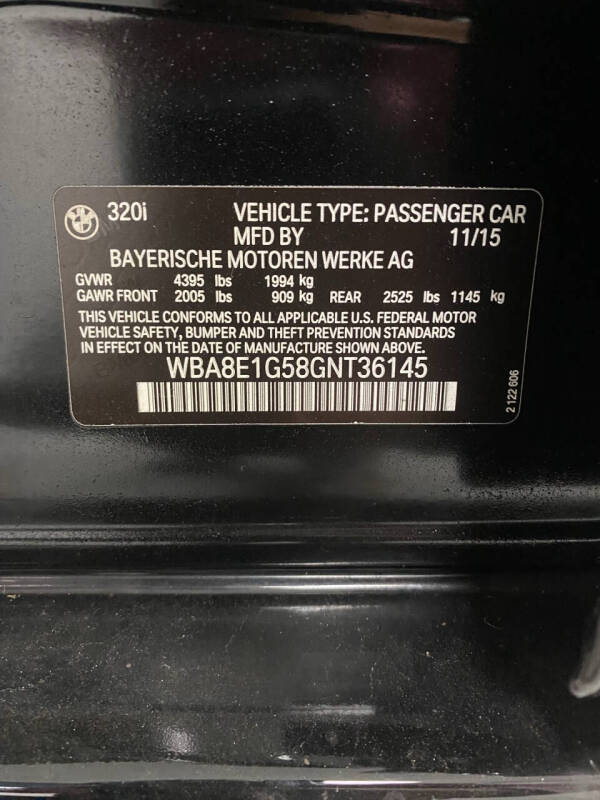 BMW 320i VEHICLE TYPE: PASSENGER CAR
MFD BY 11/15
BAYERISCHE MOTOREN WERKE AG
GVWR 4395 lbs 1994 kg
GAWR FRONT 2005 lbs 909 kg REAR 2525 lbs 1145 kg
THIS VEHICLE CONFORMS TO ALL APPLICABLE U.S. FEDERAL MOTOR
VEHICLE SAFETY, BUMPER AND THEFT PREVENTION STANDARDS
IN EFFECT ON THE DATE OF MANUFACTURE SHOWN ABOVE.
WBA8E1G58GNT36145
2 122 606